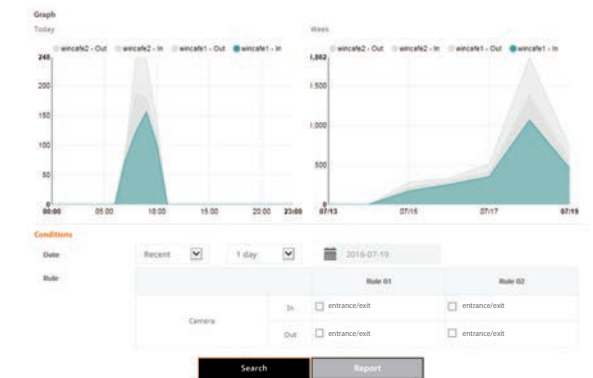 Graph
Today
Week
wincafe2 - Out wincafe2 - In wincafe1 - Out wincafe1 - In
wincafe2 - Out wincafe2 - In wincafe1 - Out wincafe1 - In
248
200
150
100
50
0
00:00 05:00 10:00 15:00 20:00 23:00
1,862
1,500
1,000
500
0
07/13 07/15 07/17 07/19
Conditions
Date Recent 1 day 2016-07-19
Rule
Rule 01 Rule 02
Camera
In entrance/exit entrance/exit
Out entrance/exit entrance/exit
Search Report